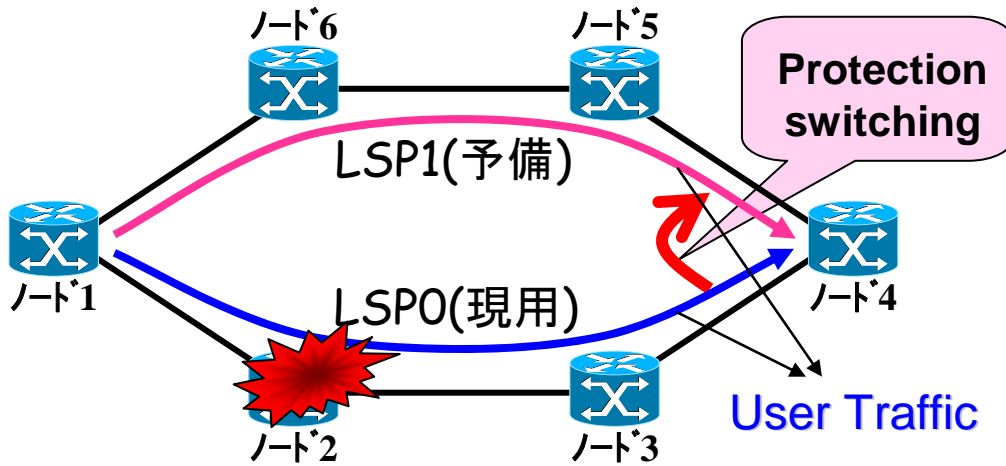 ノード6
ノード5
Protection
switching
LSP1(予備)
ノード1
ノード4
LSP0(現用)
ノード2
ノード3
User Traffic